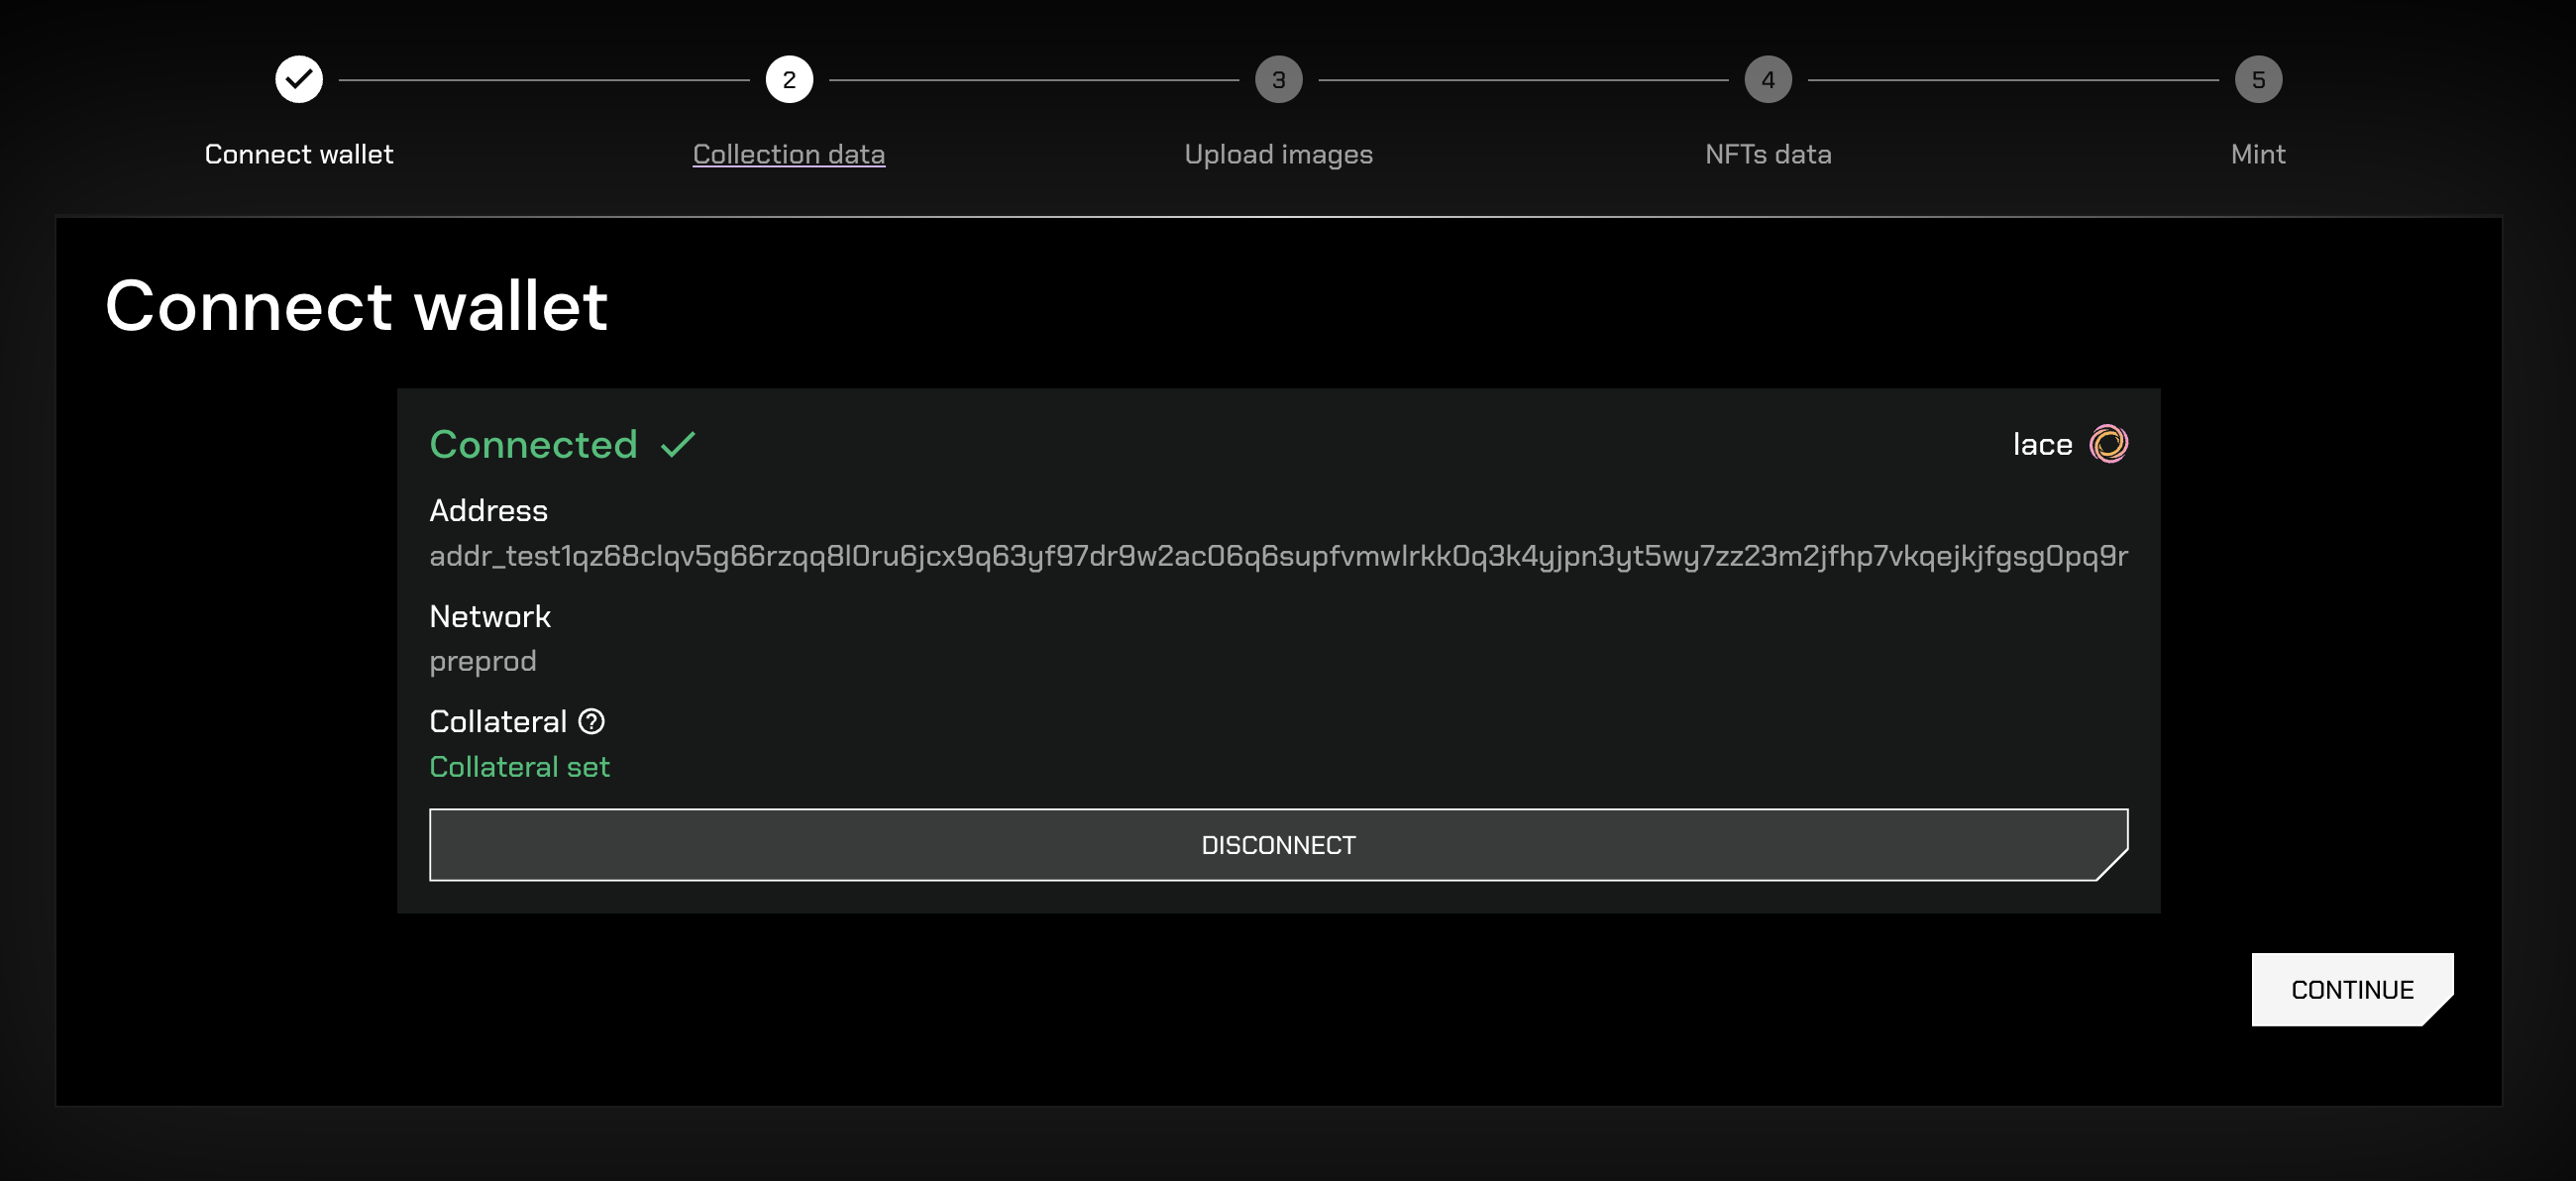 2 3 4 5
Connect wallet Collection data Upload images NFTs data Mint
Connect wallet
Connected lace
Address
addr_test1qz68clqv5g66rzqq8l0ru6jcx9q63yf97dr9w2ac06q6supfvmwlrkk0q3k4yjpn3yt5wy7zz23m2jfhp7vkqejkjfgsg0pq9r
Network
preprod
Collateral ?
Collateral set
DISCONNECT
CONTINUE